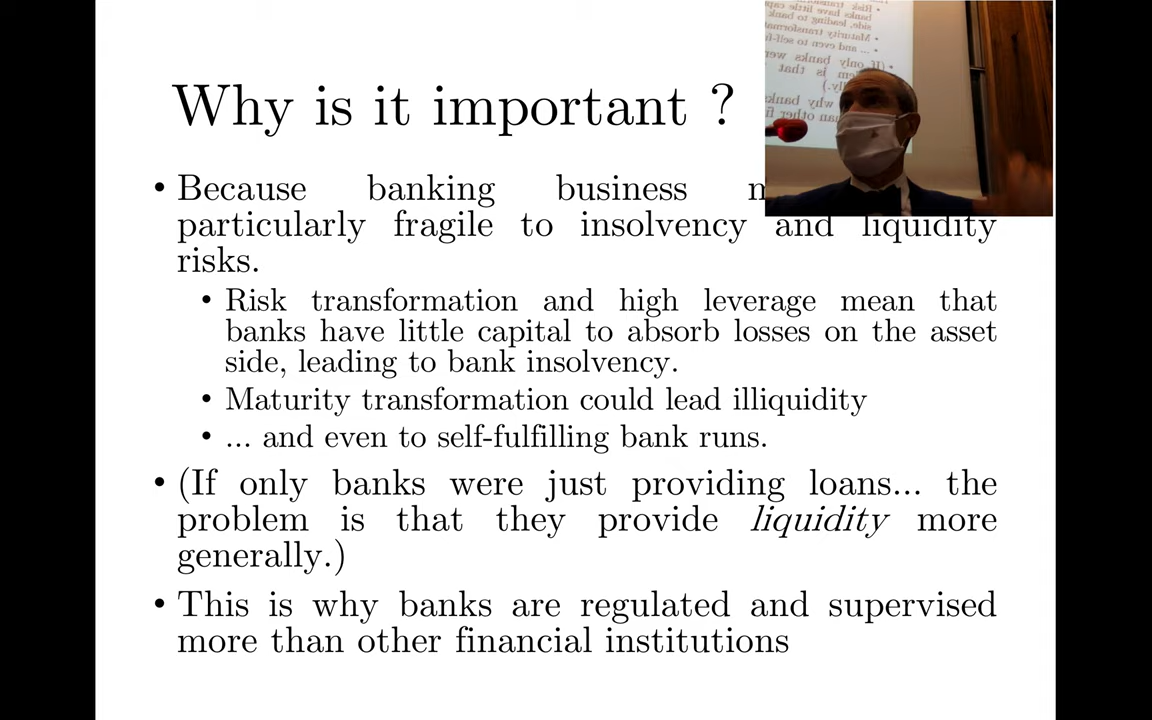 Why is it important ?
• Because banking business
particularly fragile to insolvency and liquidity
risks.
• Risk transformation and high leverage mean that
banks have little capital to absorb losses on the asset
side, leading to bank insolvency.
• Maturity transformation could lead illiquidity
• ... and even to self-fulfilling bank runs.
• (If only banks were just providing loans... the
problem is that they provide liquidity more
generally.)
• This is why banks are regulated and supervised
more than other financial institutions